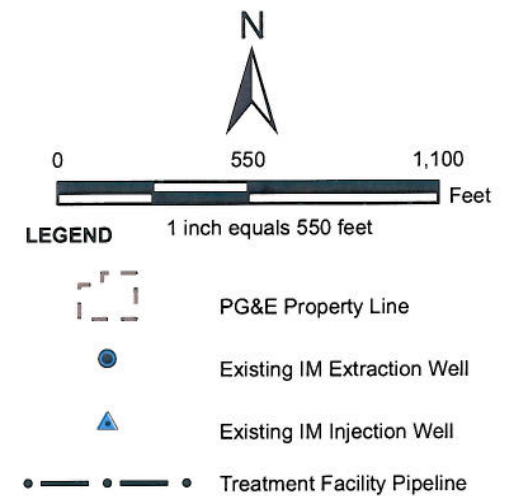 N
0 550 1,100
Feet
LEGEND 1 inch equals 550 feet
PG&E Property Line
Existing IM Extraction Well
Existing IM Injection Well
Treatment Facility Pipeline